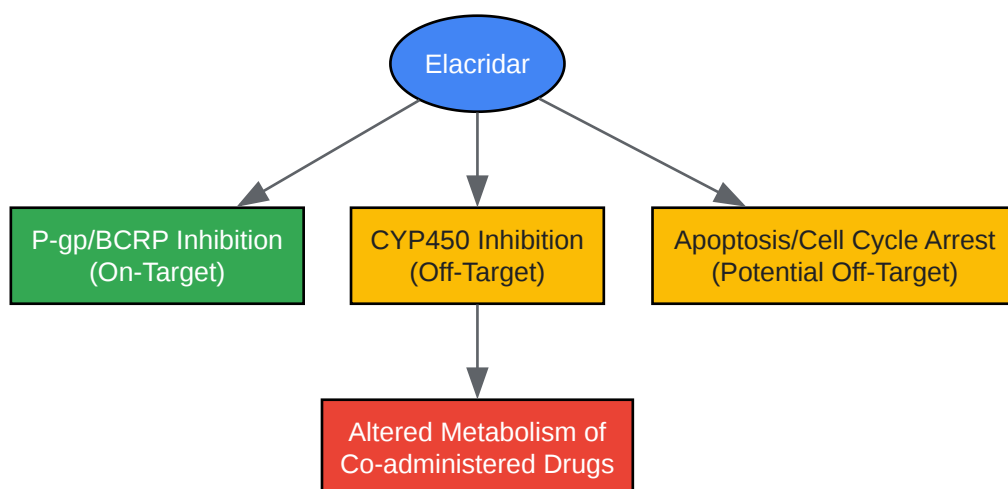 Elacridar
P-gp/BCRP Inhibition
(On-Target)
CYP450 Inhibition
(Off-Target)
Apoptosis/Cell Cycle Arrest
(Potential Off-Target)
Altered Metabolism of
Co-administered Drugs